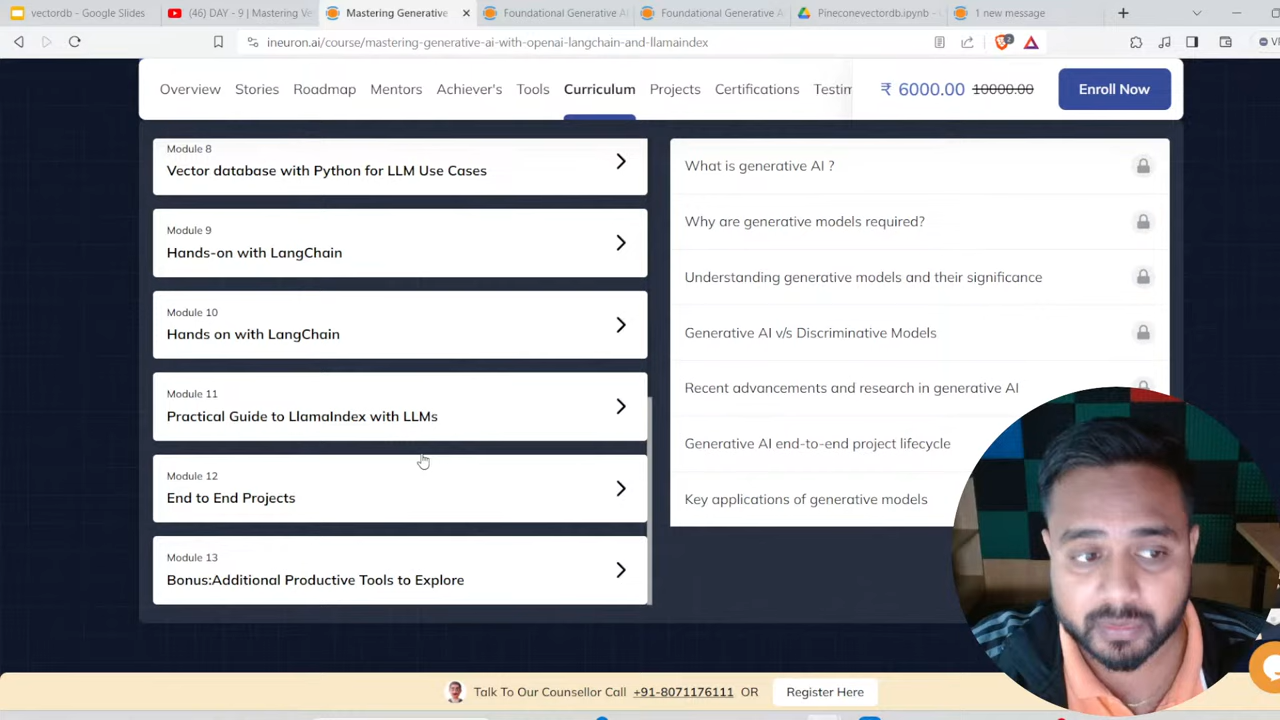 vectordb - Google Slides
(46) DAY - 9 | Mastering Ve
Mastering Generative
Foundational Generative AI
Foundational Generative A
Pineconevectordb.ipynb -
1 new message
ineuron.ai/course/mastering-generative-ai-with-openai-langchain-and-llamaindex
2
Overview
Stories
Roadmap
Mentors
Achiever's
Tools
Curriculum
Projects
Certifications
Testim
₹ 6000.00 10000.00
Enroll Now
Module 8
Vector database with Python for LLM Use Cases
Module 9
Hands-on with LangChain
Module 10
Hands on with LangChain
Module 11
Practical Guide to LlamaIndex with LLMs
Module 12
End to End Projects
Module 13
Bonus:Additional Productive Tools to Explore
What is generative AI ?
Why are generative models required?
Understanding generative models and their significance
Generative AI v/s Discriminative Models
Recent advancements and research in generative AI
Generative AI end-to-end project lifecycle
Key applications of generative models
Talk To Our Counsellor Call +91-8071176111 OR
Register Here